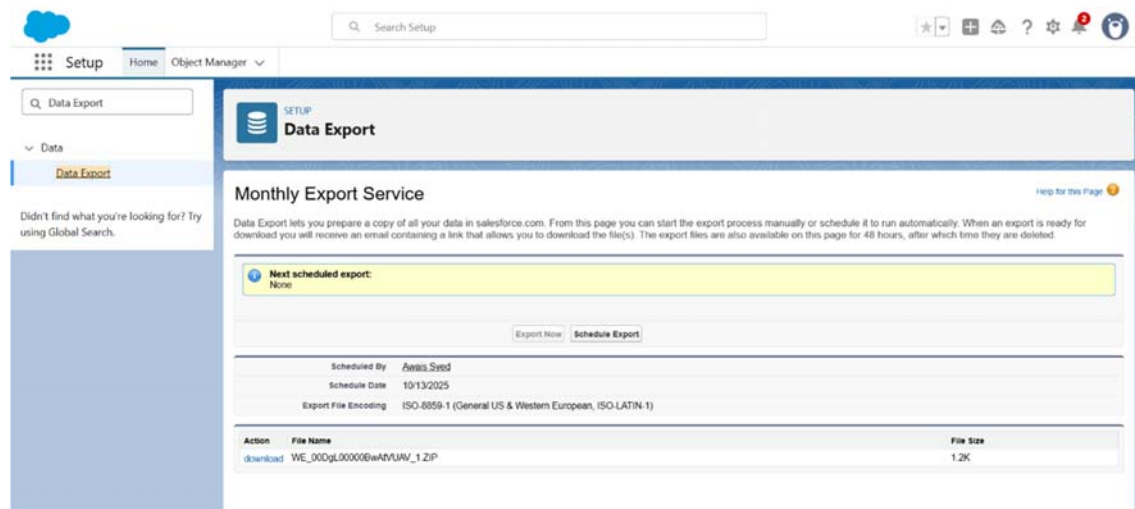 Search Setup
2
Setup
Home
Object Manager
Data Export
Data
Data Export
Didn't find what you're looking for? Try
using Global Search.
SETUP
Data Export
Monthly Export Service
Help for this Page
Data Export lets you prepare a copy of all your data in salesforce.com. From this page you can start the export process manually or schedule it to run automatically. When an export is ready for
download you will receive an email containing a link that allows you to download the file(s). The export files are also available on this page for 48 hours, after which time they are deleted.
Next scheduled export:
None
Export Now
Schedule Export
Scheduled By Awais Syed
Schedule Date 10/13/2025
Export File Encoding ISO-8859-1 (General US & Western European, ISO-LATIN-1)
Action File Name File Size
download 1.2K